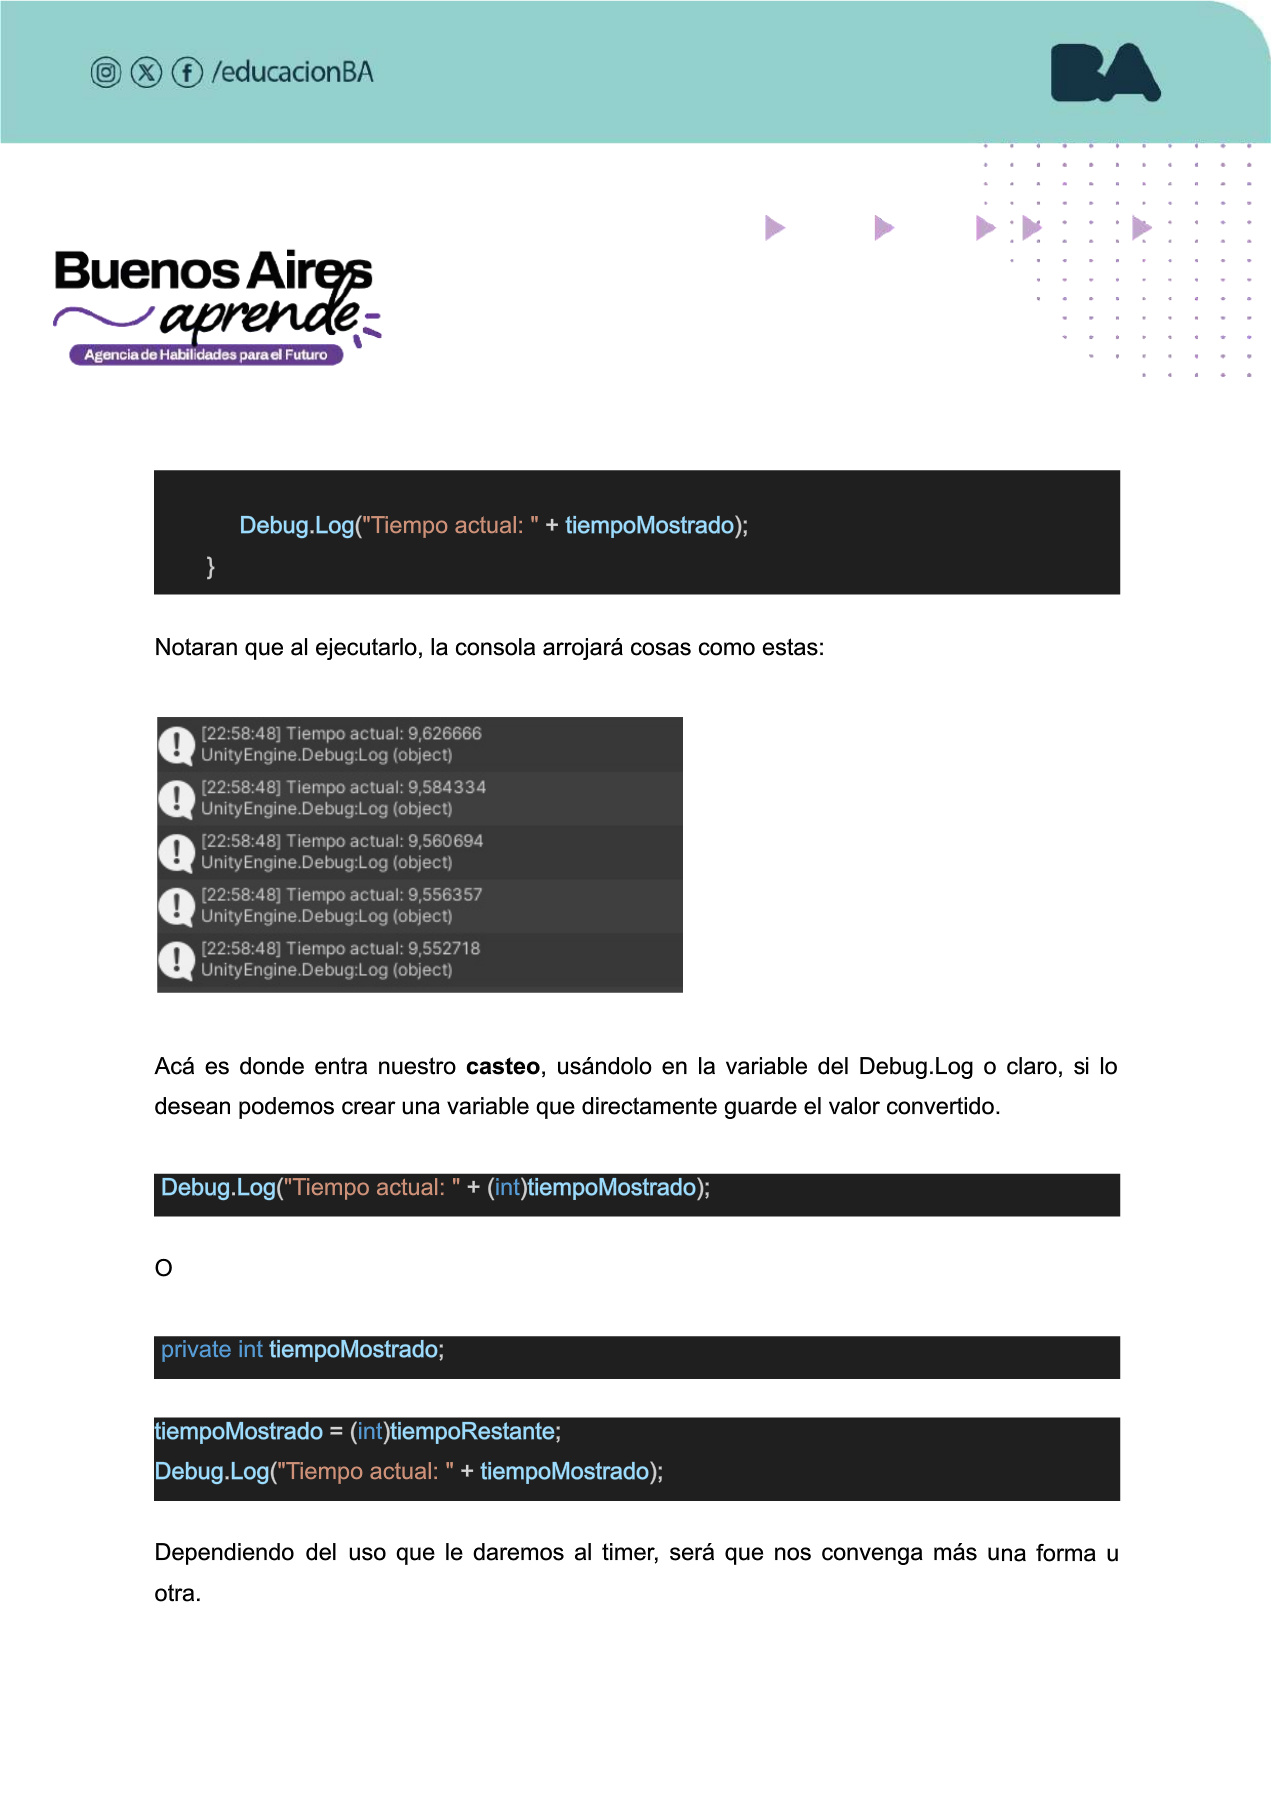 /educacionBA
BA
Buenos Aires
aprende
Agencia de Habilidades para el Futuro
Debug.Log("Tiempo actual: " + tiempoMostrado);
}
Notaran que al ejecutarlo, la consola arrojará cosas como estas:
[22:58:48] Tiempo actual: 9,626666
UnityEngine.Debug:Log (object)
[22:58:48] Tiempo actual: 9,584334
UnityEngine.Debug:Log (object)
[22:58:48] Tiempo actual: 9,560694
UnityEngine.Debug:Log (object)
[22:58:48] Tiempo actual: 9,556357
UnityEngine.Debug:Log (object)
[22:58:48] Tiempo actual: 9,552718
UnityEngine.Debug:Log (object)
Acá es donde entra nuestro casteo, usándolo en la variable del Debug.Log o claro, si lo
desean podemos crear una variable que directamente guarde el valor convertido.
Debug.Log("Tiempo actual: " + (int)tiempoMostrado);
O
private int tiempoMostrado;
tiempoMostrado = (int)tiempoRestante;
Debug.Log("Tiempo actual: " + tiempoMostrado);
Dependiendo del uso que le daremos al timer, será que nos convenga más una forma u
otra.